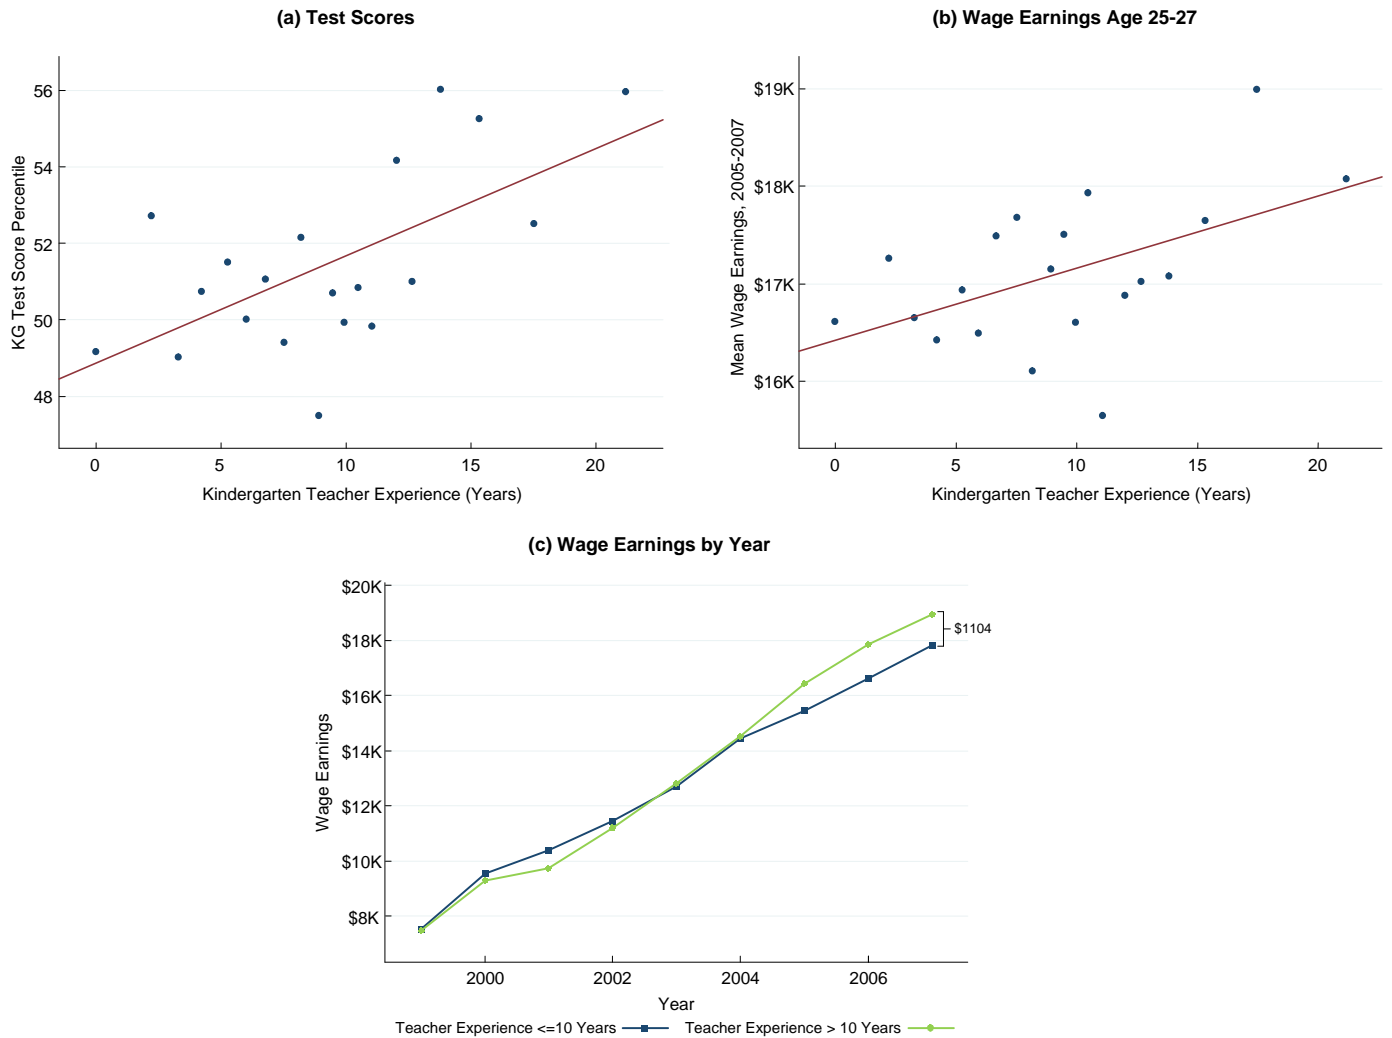 (a) Test Scores
56
54
52
50
48
KG Test Score Percentile
0 5 10 15 20
Kindergarten Teacher Experience (Years)
(b) Wage Earnings Age 25-27
$19K
$18K
$17K
$16K
Mean Wage Earnings, 2005-2007
0 5 10 15 20
Kindergarten Teacher Experience (Years)
(c) Wage Earnings by Year
$20K
$18K
$16K
$14K
$12K
$10K
$8K
Wage Earnings
$1104
2000 2002 2004 2006
Year
Teacher Experience <=10 Years Teacher Experience > 10 Years